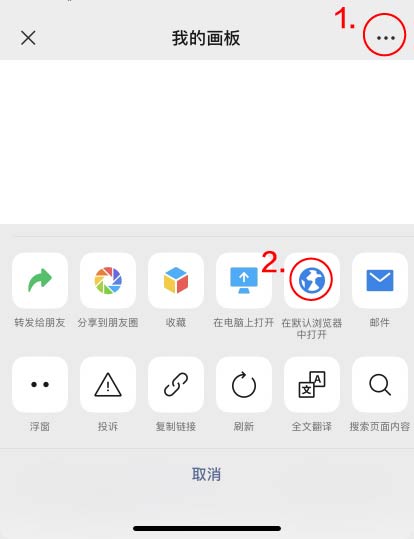 1.
我的画板
2.
转发给朋友
分享到朋友圈
收藏
在电脑上打开
在默认浏览器
中打开
邮件
浮窗
投诉
复制链接
刷新
文 A
全文翻译
搜索页面内容
取消